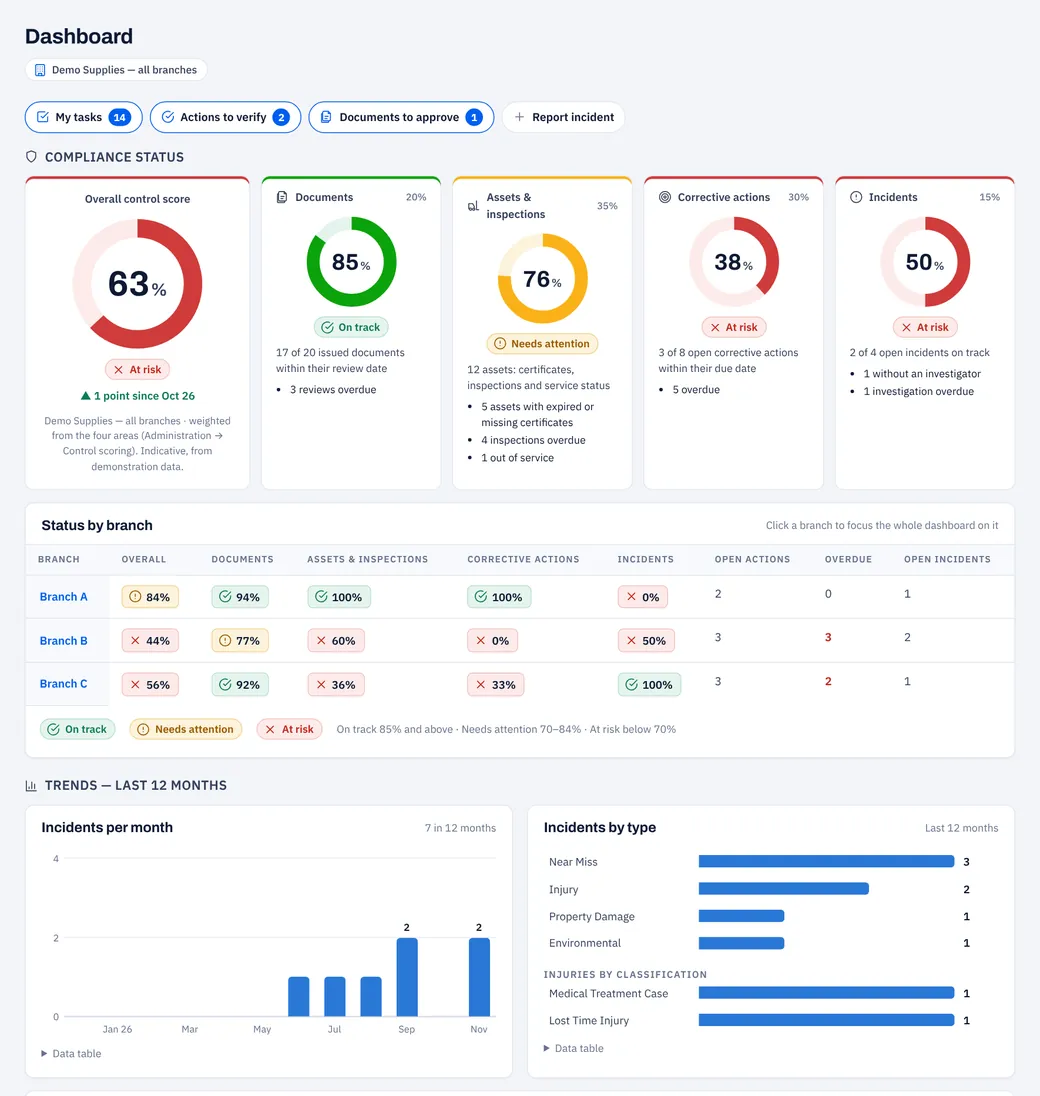 Dashboard
Demo Supplies — all branches
My tasks 14
Actions to verify 2
Documents to approve 1
Report incident
COMPLIANCE STATUS
Overall control score
63%
At risk
▲ 1 point since Oct 26
Demo Supplies — all branches · weighted
from the four areas (Administration →
Control scoring). Indicative, from
demonstration data.
Documents 20%
85%
On track
17 of 20 issued documents
within their review date
• 3 reviews overdue
Assets &
inspections 35%
76%
Needs attention
12 assets: certificates,
inspections and service status
• 5 assets with expired or
missing certificates
• 4 inspections overdue
• 1 out of service
Corrective actions 30%
38%
At risk
3 of 8 open corrective actions
within their due date
• 5 overdue
Incidents 15%
50%
At risk
2 of 4 open incidents on track
• 1 without an investigator
• 1 investigation overdue
Status by branch
Click a branch to focus the whole dashboard on it
BRANCH OVERALL DOCUMENTS ASSETS & INSPECTIONS CORRECTIVE ACTIONS INCIDENTS OPEN ACTIONS OVERDUE OPEN INCIDENTS
Branch A 84% 94% 100% 100% 0% 2 0 1
Branch B 44% 77% 60% 0% 50% 3 3 2
Branch C 56% 92% 36% 33% 100% 3 2 1
On track Needs attention At risk On track 85% and above · Needs attention 70–84% · At risk below 70%
TRENDS — LAST 12 MONTHS
Incidents per month
7 in 12 months
4
2
0
2
2
Jan 26 Mar May Jul Sep Nov
▶ Data table
Incidents by type
Last 12 months
Near Miss 3
Injury 2
Property Damage 1
Environmental 1
INJURIES BY CLASSIFICATION
Medical Treatment Case 1
Lost Time Injury 1
▶ Data table